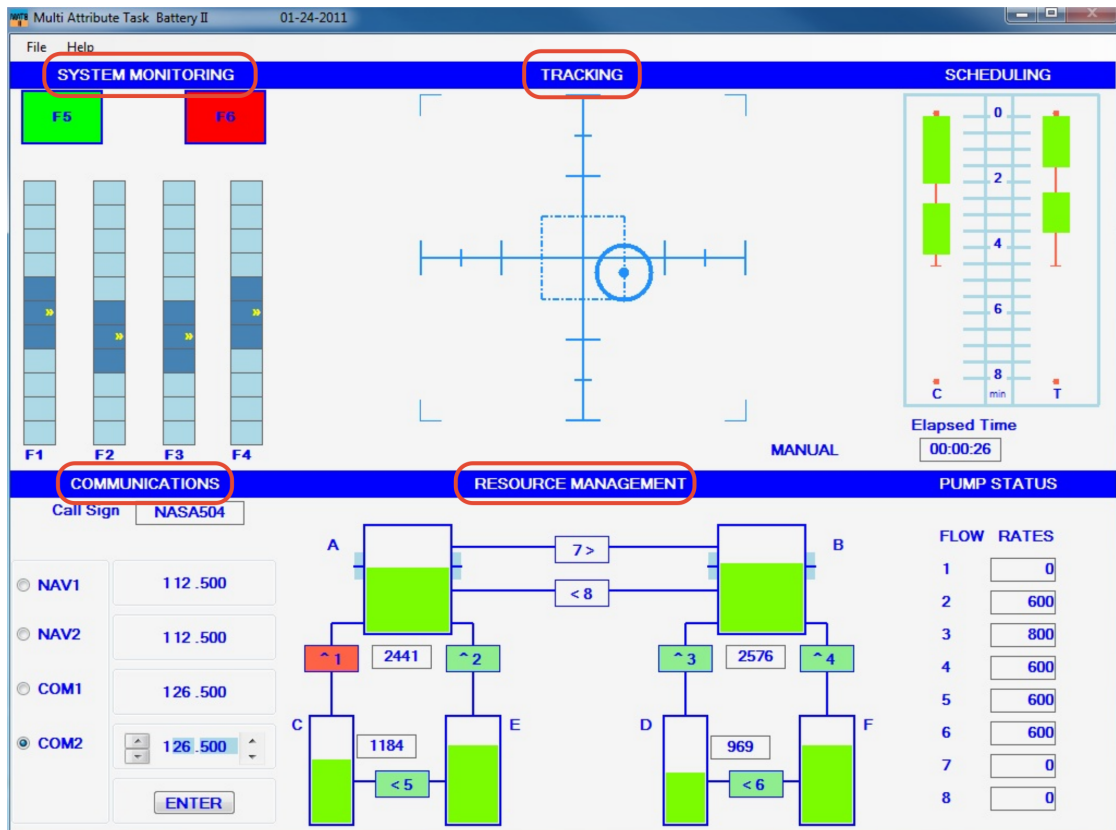 Multi Attribute Task Battery II 01-24-2011
File Help
SYSTEM MONITORING TRACKING SCHEDULING
F5 F6
0
2
4
6
8
C min T
F1 F2 F3 F4
MANUAL
Elapsed Time
00:00:26
COMMUNICATIONS RESOURCE MANAGEMENT PUMP STATUS
Call Sign NASA504
NAV1 112.500
NAV2 112.500
COM1 126.500
COM2 126.500
ENTER
A 7 > B
< 8
^ 1 2441 ^ 2 ^ 3 2576 ^ 4
C E D F
1184 969
< 5 < 6
FLOW RATES
1 0
2 600
3 800
4 600
5 600
6 600
7 0
8 0